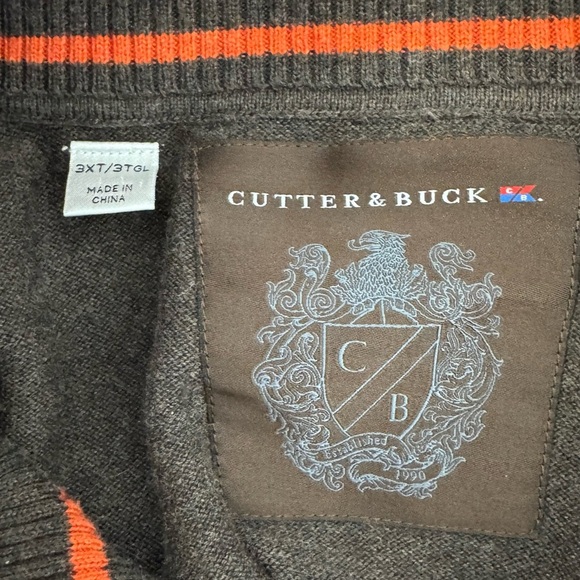 3XT/3TGL
MADE IN
CHINA
CUTTER & BUCK C B.
C
B
Established
1990